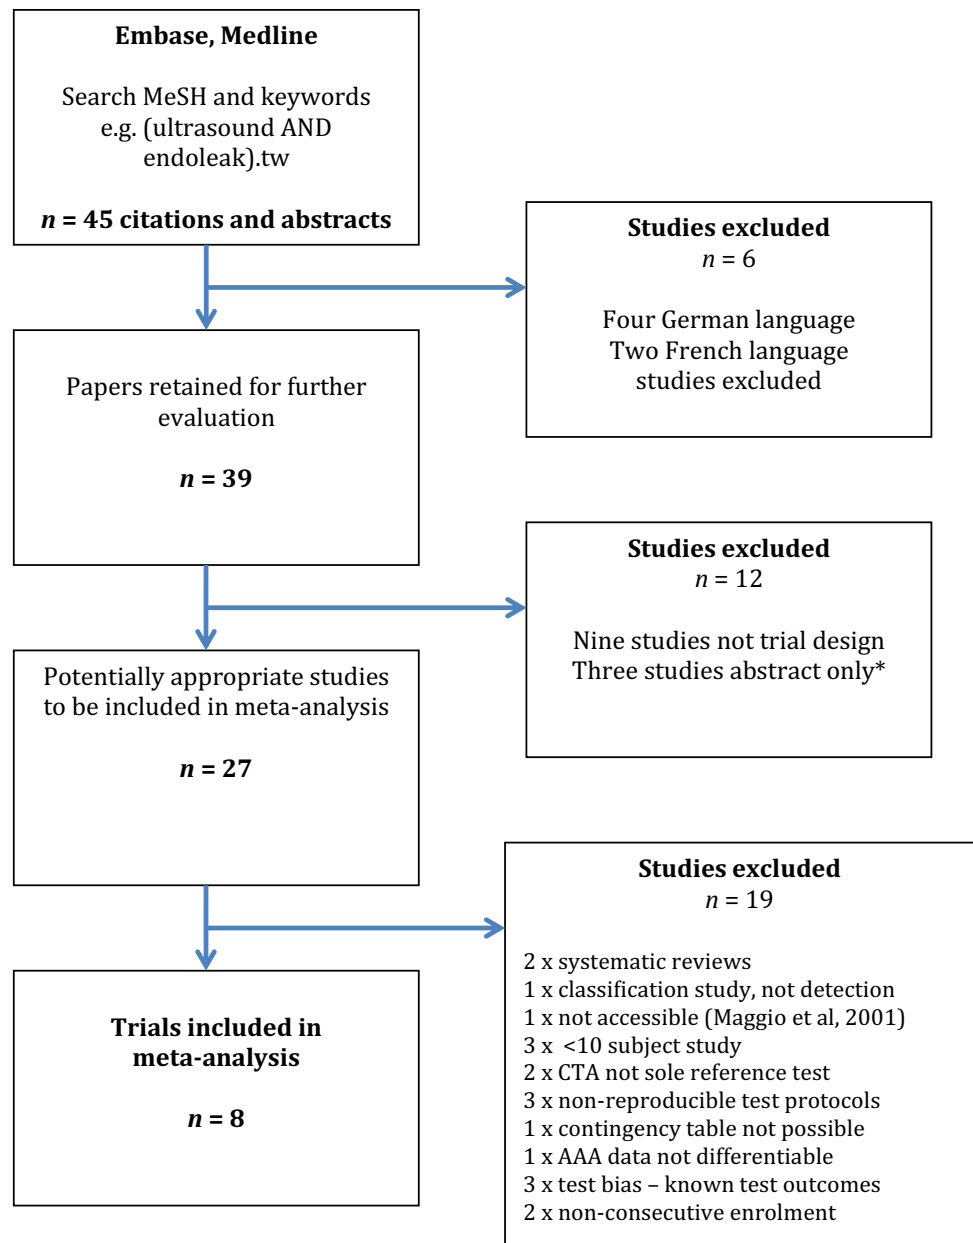 Embase, Medline
Search MeSH and keywords
e.g. (ultrasound AND
endoleak).tw
n = 45 citations and abstracts
Studies excluded
n = 6
Four German language
Two French language
studies excluded
Papers retained for further
evaluation
n = 39
Studies excluded
n = 12
Nine studies not trial design
Three studies abstract only*
Potentially appropriate studies
to be included in meta-analysis
n = 27
Studies excluded
n = 19
2 x systematic reviews
1 x classification study, not detection
1 x not accessible (Maggio et al, 2001)
3 x <10 subject study
2 x CTA not sole reference test
3 x non-reproducible test protocols
1 x contingency table not possible
1 x AAA data not differentiable
3 x test bias – known test outcomes
2 x non-consecutive enrolment
Trials included in
meta-analysis
n = 8